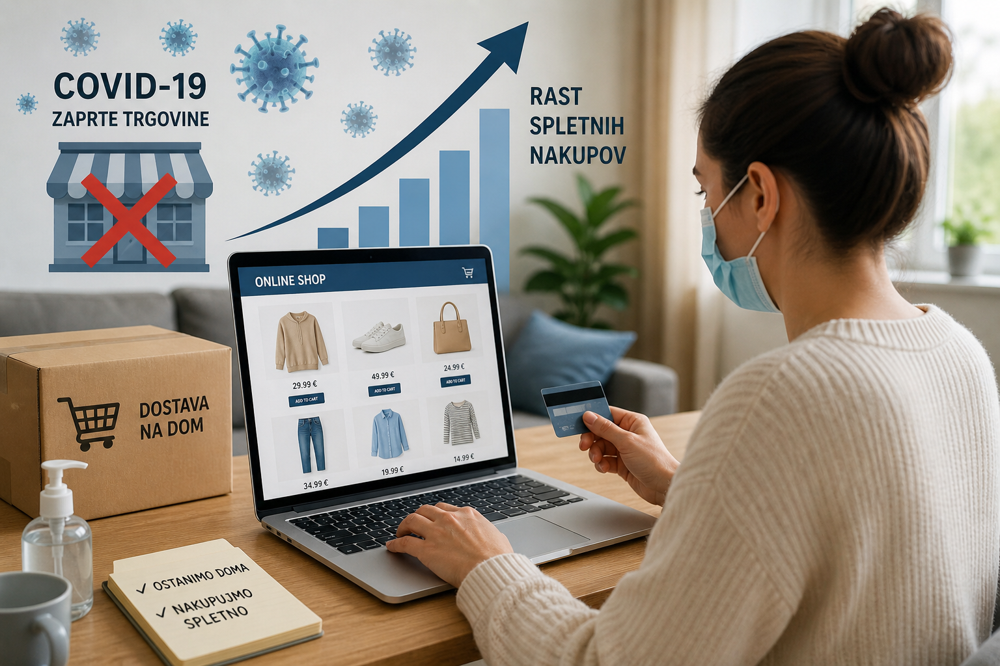 COVID-19
ZAPRTE TRGOVINE
RAST
SPLETNIH
NAKUPOV
ONLINE SHOP
29.99 €
ADD TO CART
49.99 €
ADD TO CART
24.99 €
ADD TO CART
34.99 €
19.99 €
14.99 €
DOSTAVA
NA DOM
✓ OSTANIMO DOMA
✓ NAKUPUJMO
SPLETNO